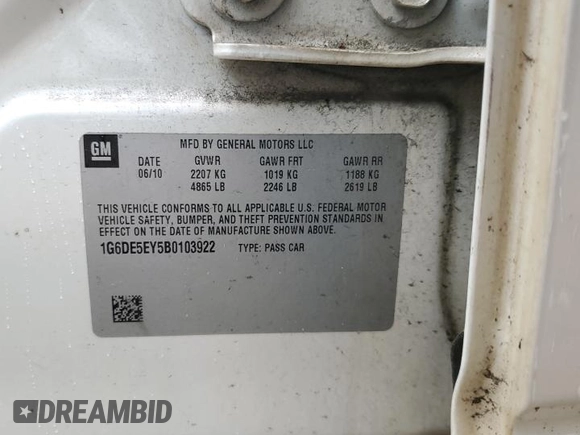 GM
MFD BY GENERAL MOTORS LLC
DATE GVWR GAWR FRT GAWR RR
06/10 2207 KG 1019 KG 1188 KG
4865 LB 2246 LB 2619 LB
THIS VEHICLE CONFORMS TO ALL APPLICABLE U.S. FEDERAL MOTOR
VEHICLE SAFETY, BUMPER, AND THEFT PREVENTION STANDARDS IN
EFFECT ON THE DATE OF MANUFACTURE SHOWN ABOVE.
1G6DE5EY5B0103922 TYPE: PASS CAR
DREAMBID